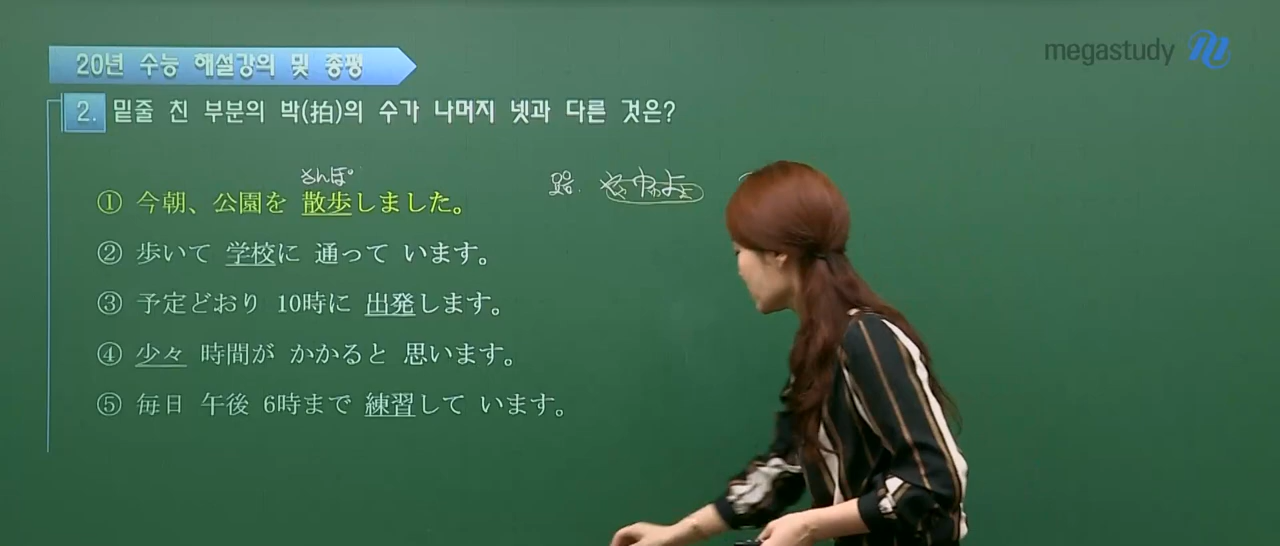 megastudy
20년 수능 해설강의 및 총평
2. 밑줄 친 부분의 박(拍)의 수가 나머지 넷과 다른 것은?
さんぽ
① 今朝、公園を 散歩しました。
② 歩いて 学校に 通って います。
③ 予定どおり 10時に 出発します。
④ 少々 時間が かかると 思います。
⑤ 毎日 午後 6時まで 練習して います。